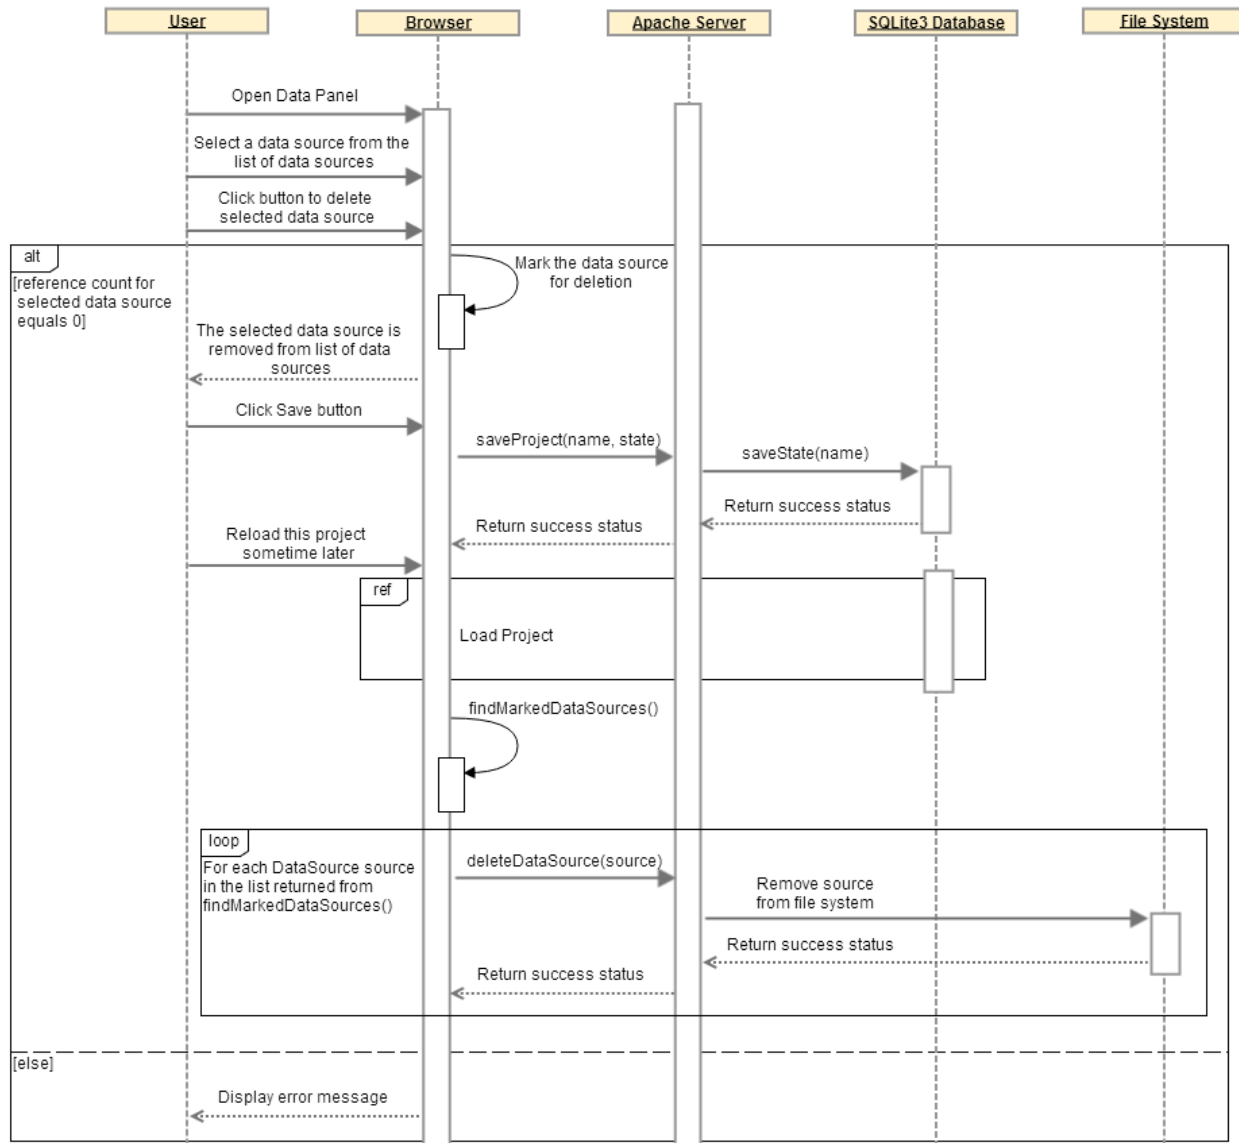 User
Browser
Apache Server
SQLite3 Database
File System
Open Data Panel
Select a data source from the
list of data sources
Click button to delete
selected data source
alt
[reference count for
selected data source
equals 0]
Mark the data source
for deletion
The selected data source is
removed from list of data
sources
Click Save button
saveProject(name, state)
saveState(name)
Return success status
Return success status
Reload this project
sometime later
ref
Load Project
findMarkedDataSources()
loop
For each DataSource source
in the list returned from
findMarkedDataSources()
deleteDataSource(source)
Remove source
from file system
Return success status
Return success status
[else]
Display error message